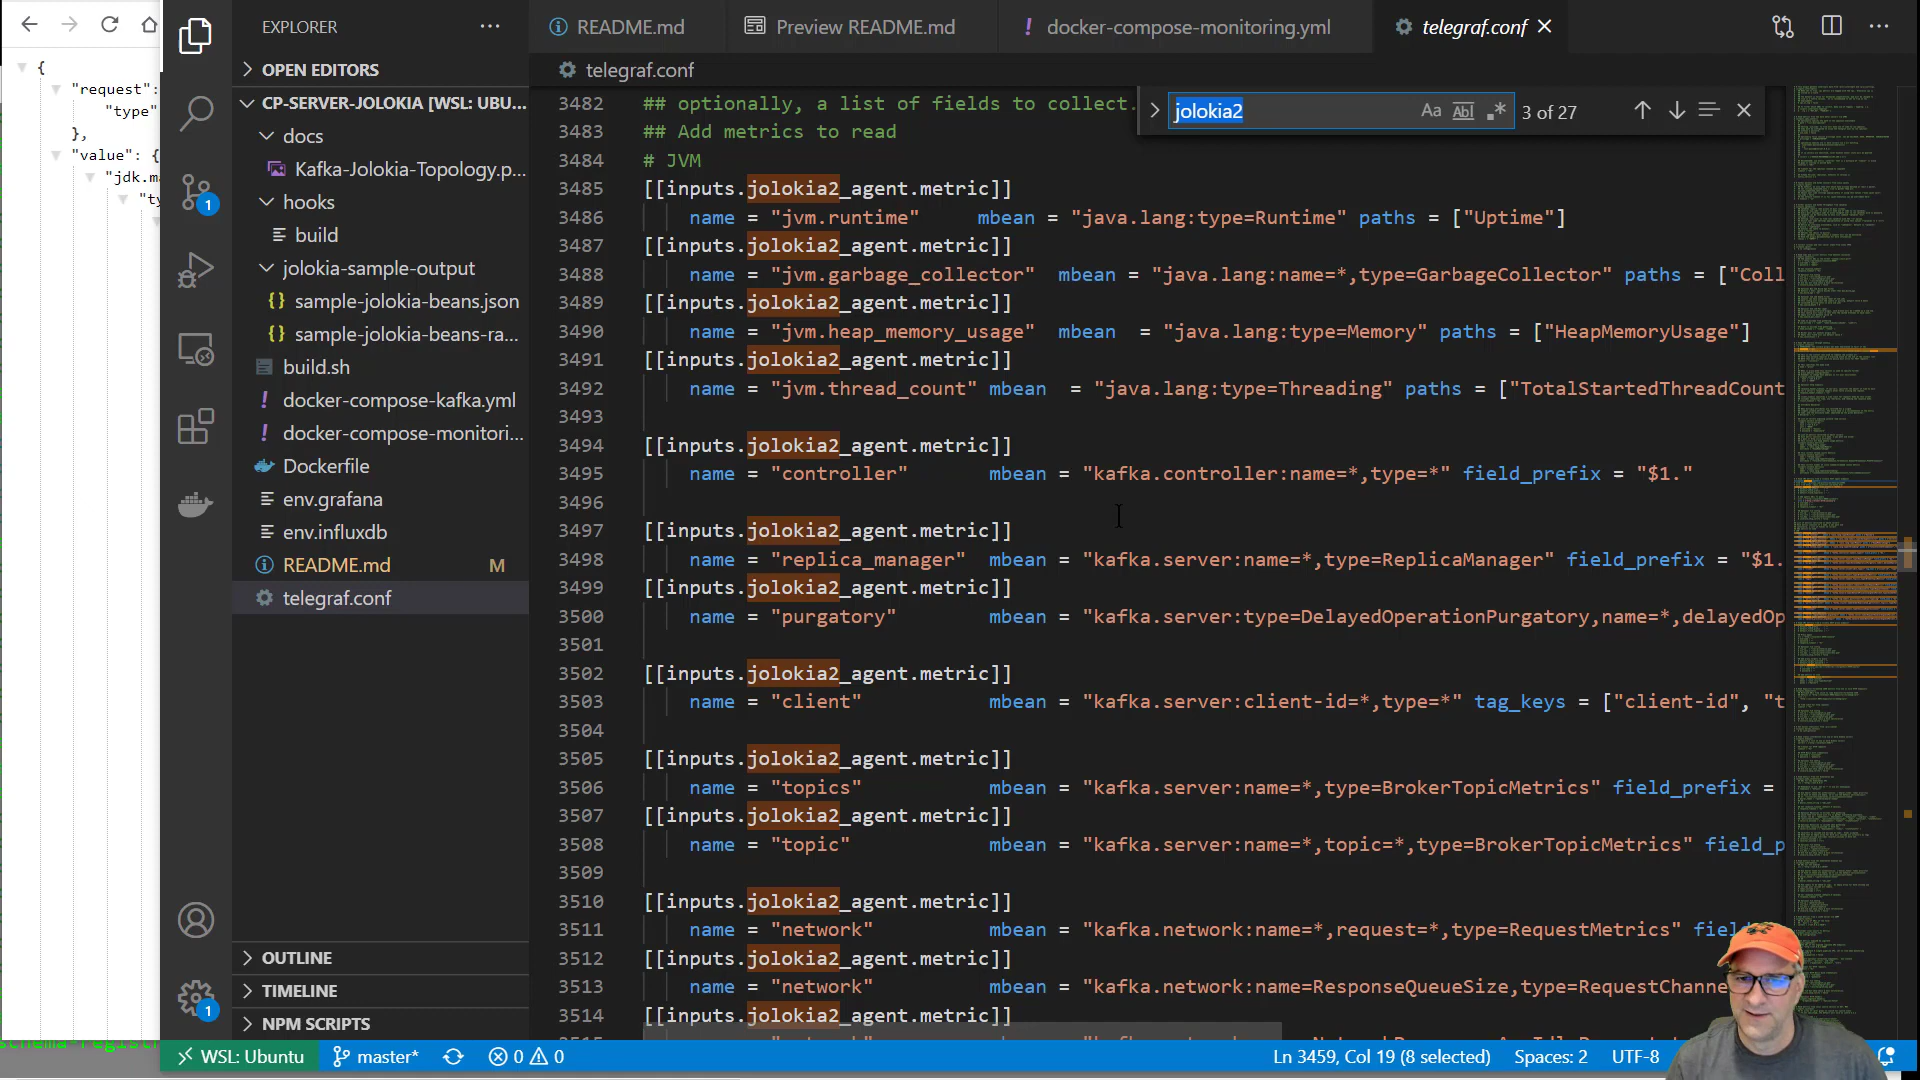 EXPLORER
README.md
Preview README.md
docker-compose-monitoring.yml
telegraf.conf
telegraf.conf
jolokia2
Aa
3 of 27
{
"request":
"type"
},
"value": {
"jdk.m
"ty
schema-regist
OPEN EDITORS
CP-SERVER-JOLOKIA [WSL: UBU...
docs
Kafka-Jolokia-Topology.p...
hooks
build
jolokia-sample-output
sample-jolokia-beans.json
sample-jolokia-beans-ra...
build.sh
docker-compose-kafka.yml
docker-compose-monitori...
Dockerfile
env.grafana
env.influxdb
README.md M
telegraf.conf
OUTLINE
TIMELINE
NPM SCRIPTS
1
1
3482 ## optionally, a list of fields to collect.
3483 ## Add metrics to read
3484 # JVM
3485 [[inputs.jolokia2_agent.metric]]
3486 name = "jvm.runtime" mbean = "java.lang:type=Runtime" paths = ["Uptime"]
3487 [[inputs.jolokia2_agent.metric]]
3488 name = "jvm.garbage_collector" mbean = "java.lang:name=*,type=GarbageCollector" paths = ["Coll
3489 [[inputs.jolokia2_agent.metric]]
3490 name = "jvm.heap_memory_usage" mbean = "java.lang:type=Memory" paths = ["HeapMemoryUsage"]
3491 [[inputs.jolokia2_agent.metric]]
3492 name = "jvm.thread_count" mbean = "java.lang:type=Threading" paths = ["TotalStartedThreadCount
3493
3494 [[inputs.jolokia2_agent.metric]]
3495 name = "controller" mbean = "kafka.controller:name=*,type=*" field_prefix = "$1."
3496
3497 [[inputs.jolokia2_agent.metric]]
3498 name = "replica_manager" mbean = "kafka.server:name=*,type=ReplicaManager" field_prefix = "$1.
3499 [[inputs.jolokia2_agent.metric]]
3500 name = "purgatory" mbean = "kafka.server:type=DelayedOperationPurgatory,name=*,delayedOp
3501
3502 [[inputs.jolokia2_agent.metric]]
3503 name = "client" mbean = "kafka.server:client-id=*,type=*" tag_keys = ["client-id", "t
3504
3505 [[inputs.jolokia2_agent.metric]]
3506 name = "topics" mbean = "kafka.server:name=*,type=BrokerTopicMetrics" field_prefix =
3507 [[inputs.jolokia2_agent.metric]]
3508 name = "topic" mbean = "kafka.server:name=*,topic=*,type=BrokerTopicMetrics" field_p
3509
3510 [[inputs.jolokia2_agent.metric]]
3511 name = "network" mbean = "kafka.network:name=*,request=*,type=RequestMetrics" fiel
3512 [[inputs.jolokia2_agent.metric]]
3513 name = "network" mbean = "kafka.network:name=ResponseQueueSize,type=RequestChanne
3514 [[inputs.jolokia2_agent.metric]]
WSL: Ubuntu
master*
0 0
Ln 3459, Col 19 (8 selected)
Spaces: 2
UTF-8